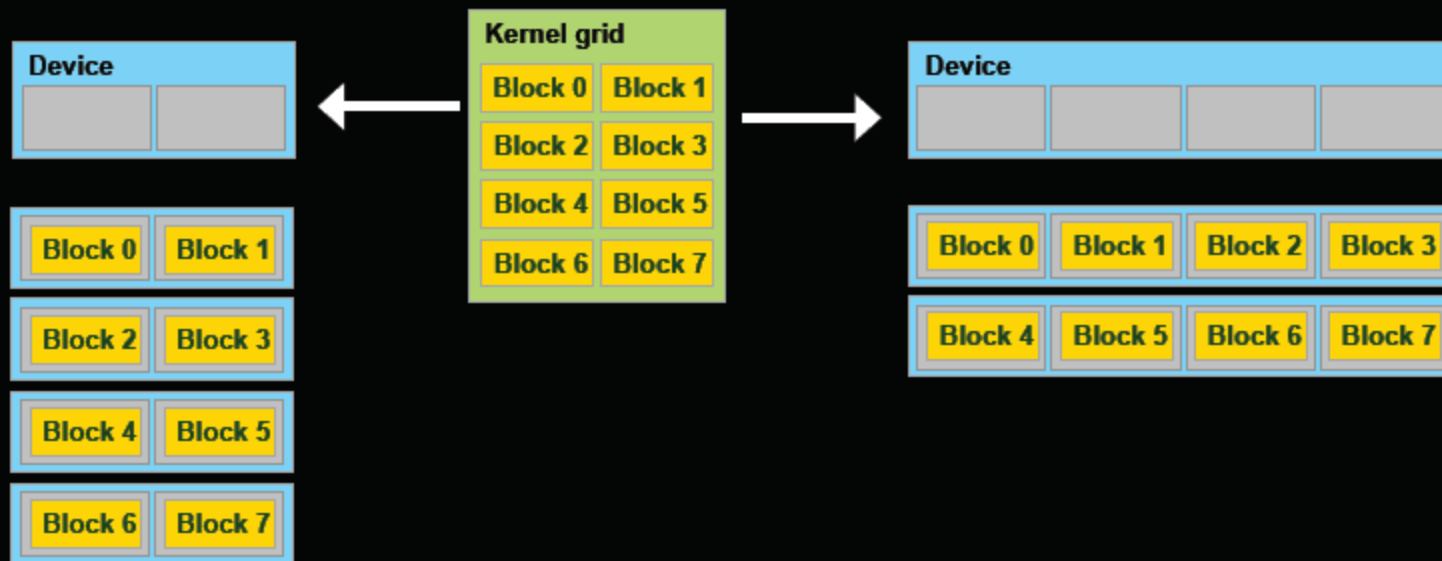 Kernel grid
Block 0 Block 1
Block 2 Block 3
Block 4 Block 5
Block 6 Block 7
Device
Block 0 Block 1
Block 2 Block 3
Block 4 Block 5
Block 6 Block 7
Device
Block 0 Block 1 Block 2 Block 3
Block 4 Block 5 Block 6 Block 7